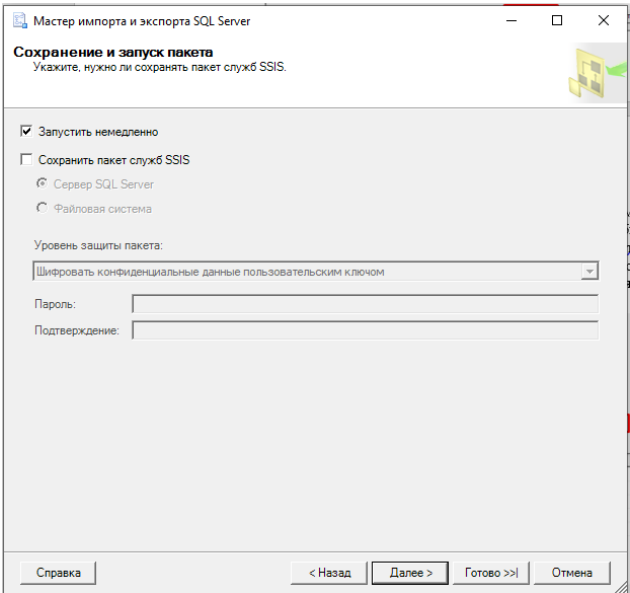 Мастер импорта и экспорта SQL Server
Сохранение и запуск пакета
Укажите, нужно ли сохранять пакет служб SSIS.
Запустить немедленно
Сохранить пакет служб SSIS
Сервер SQL Server
Файловая система
Уровень защиты пакета:
Шифровать конфиденциальные данные пользовательским ключом
Пароль:
Подтверждение:
Справка
< Назад
Далее >
Готово >>|
Отмена